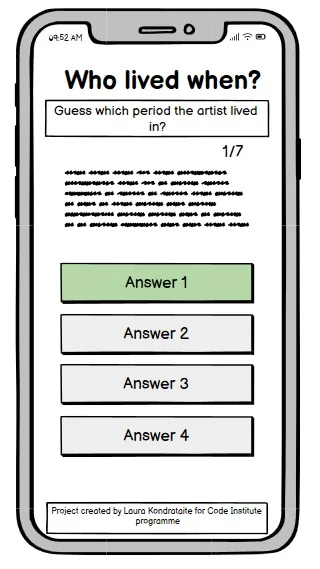 09:52 AM
Who lived when?
Guess which period the artist lived
in?
1/7
Answer 1
Answer 2
Answer 3
Answer 4
Project created by Laura Kondrataite for Code Institute
programme